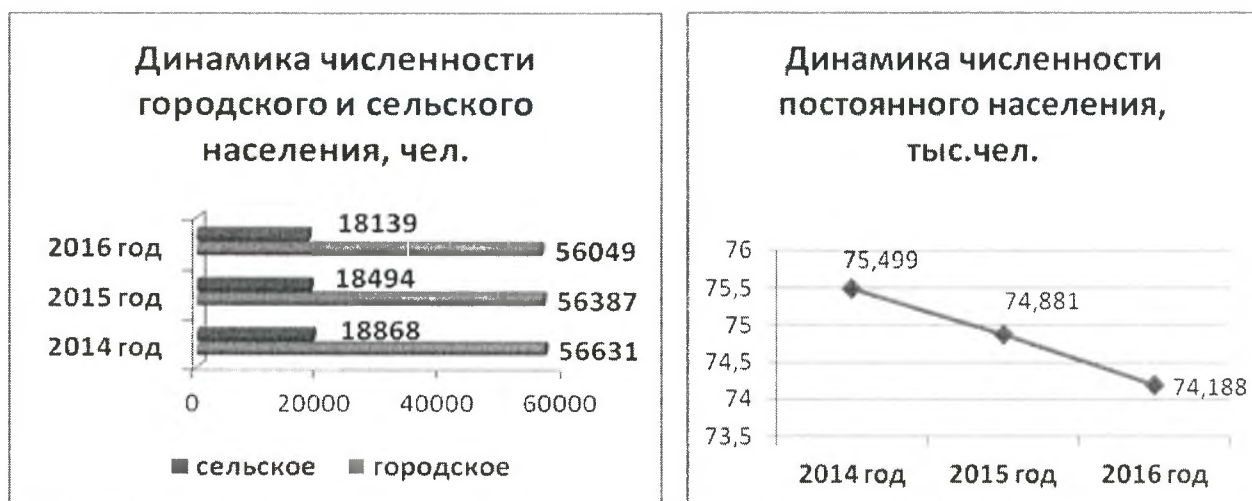 Динамика численности
городского и сельского
населения, чел.
2016 год
18139
56049
2015 год
18494
56387
2014 год
18868
56631
0 20000 40000 60000
сельское городское
Динамика численности
постоянного населения,
тыс.чел.
76
75,5
75
74,5
74
73,5
75,499
74,881
74,188
2014 год 2015 год 2016 год